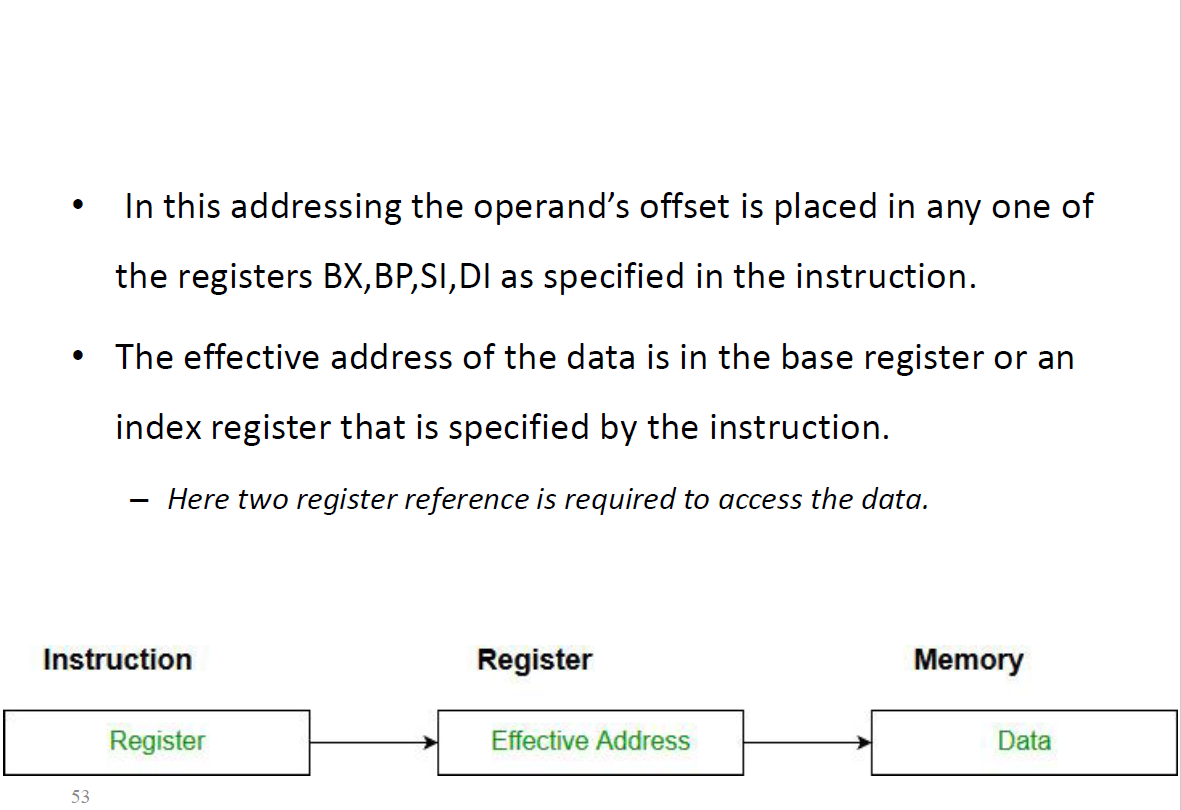 • In this addressing the operand’s offset is placed in any one of
the registers BX,BP,SI,DI as specified in the instruction.
• The effective address of the data is in the base register or an
index register that is specified by the instruction.
– Here two register reference is required to access the data.
Instruction Register Memory
Register Effective Address Data
53